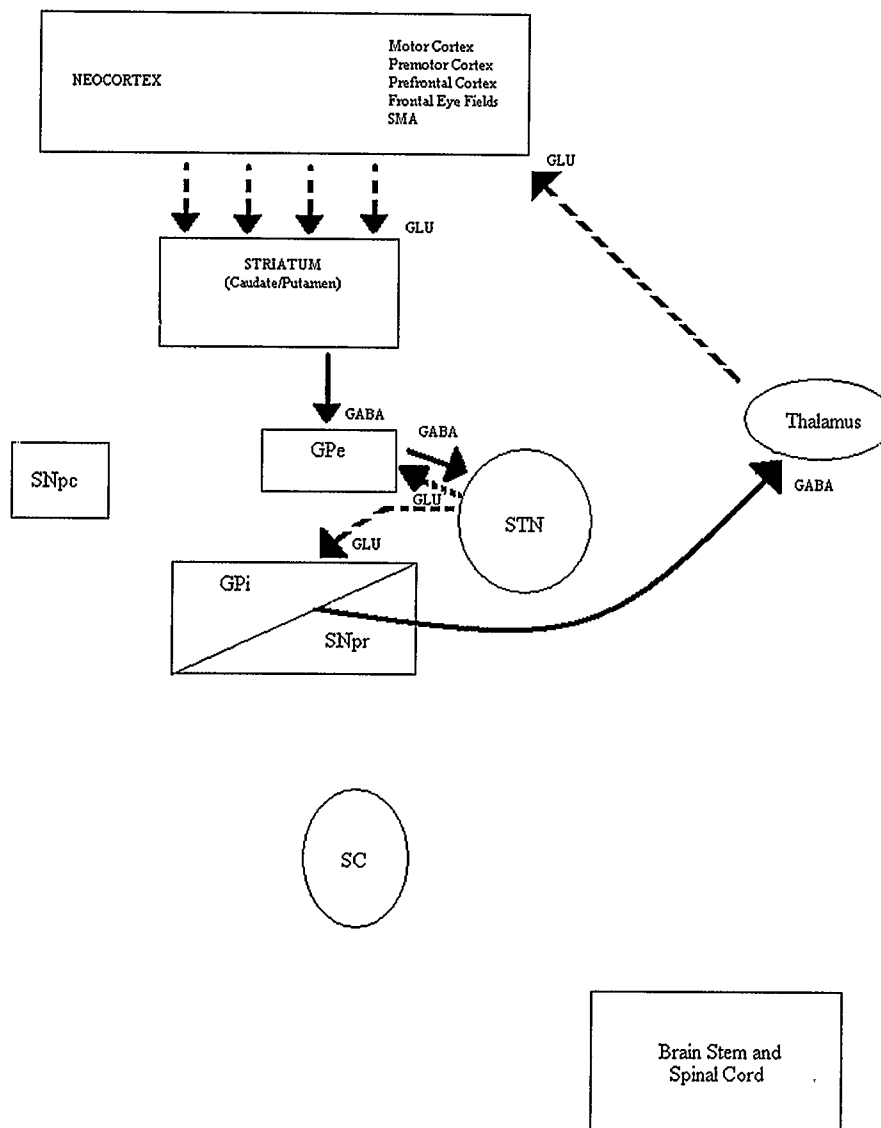 NEOCORTEX
Motor Cortex
Premotor Cortex
Prefrontal Cortex
Frontal Eye Fields
SMA
GLU
GLU
STRIATUM
(Caudate/Putamen)
GABA
GPe
GABA
Thalamus
SNpc
GABA
GLU
STN
GLU
GPi
SNpr
SC
Brain Stem and
Spinal Cord